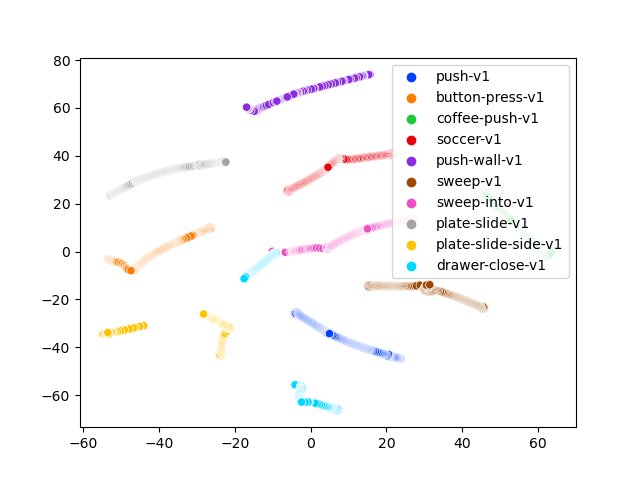 80
60
40
20
0
−20
−40
−60
−60
−40
−20
0
20
40
60
push-v1
button-press-v1
coffee-push-v1
soccer-v1
push-wall-v1
sweep-v1
sweep-into-v1
plate-slide-v1
plate-slide-side-v1
drawer-close-v1